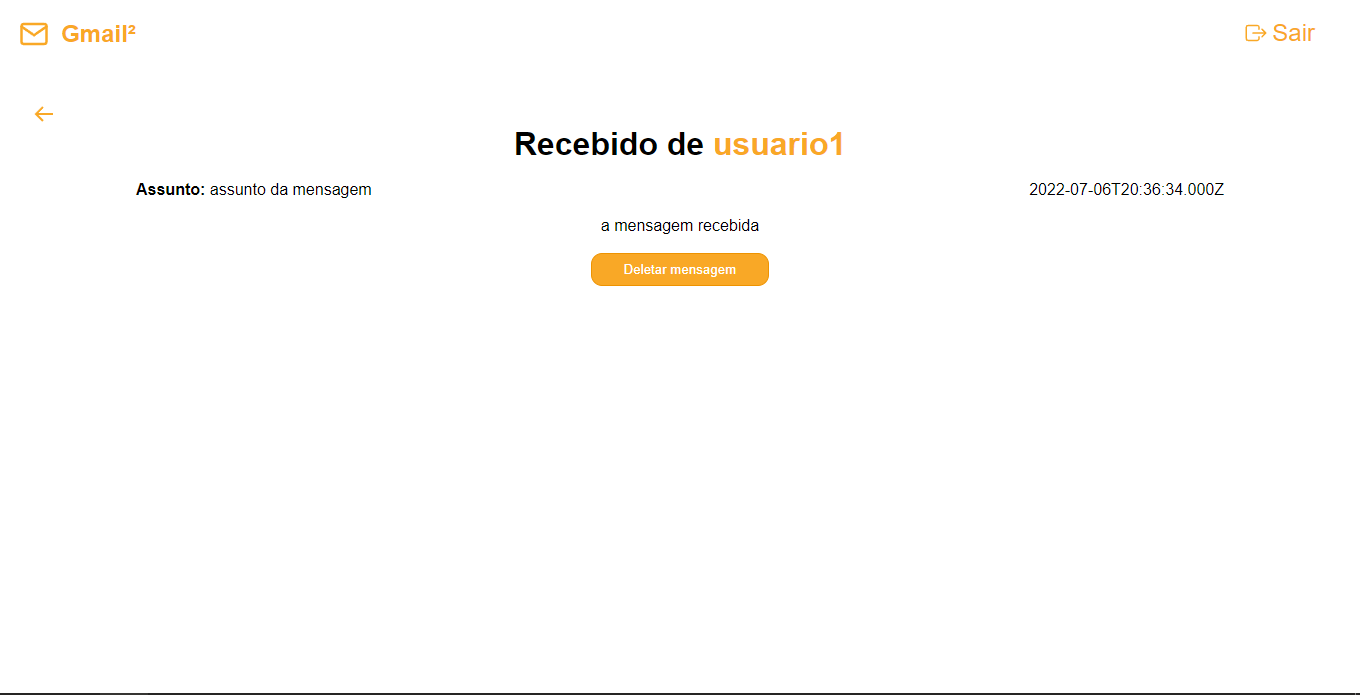 Gmail²
Sair
Recebido de usuario1
Assunto: assunto da mensagem
2022-07-06T20:36:34.000Z
a mensagem recebida
Deletar mensagem